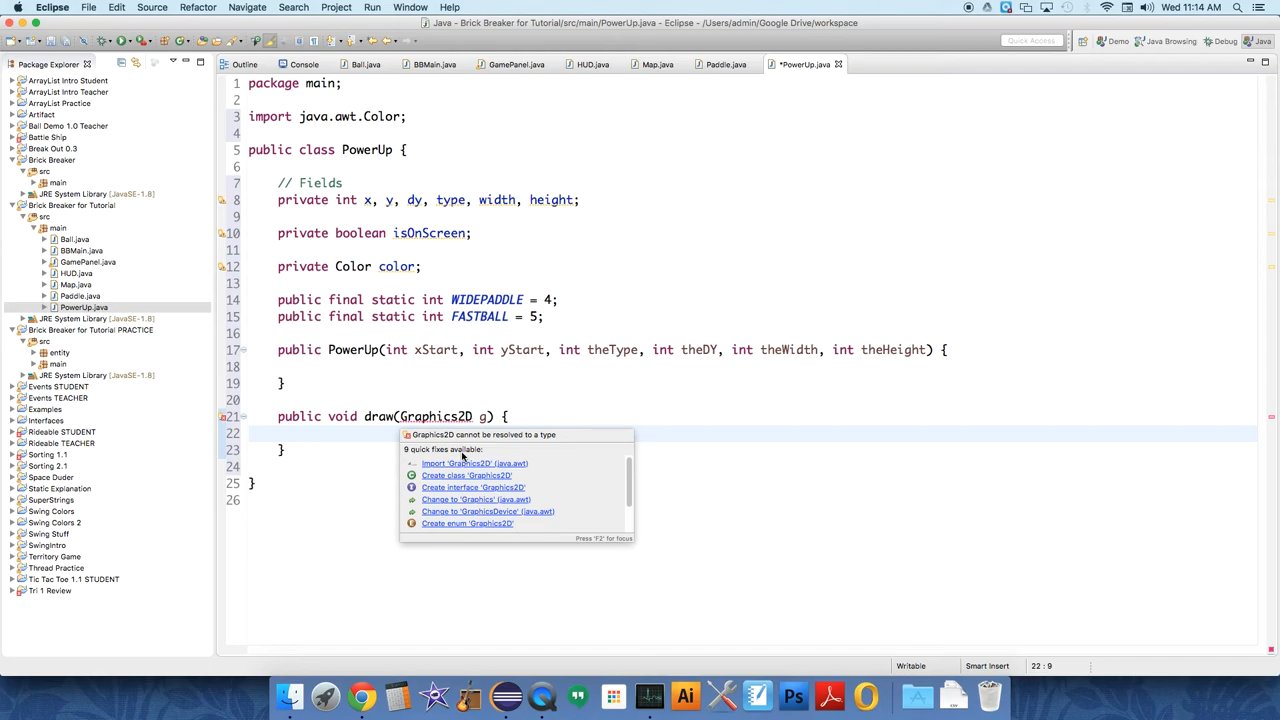 Eclipse File Edit Source Refactor Navigate Search Project Run Window Help Wed 11:14 AM
Java - Brick Breaker for Tutorial/src/main/PowerUp.java - Eclipse - /Users/admin/Google Drive/workspace
Quick Access Demo Java Browsing Debug Java
Package Explorer Outline Console Ball.java BBMain.java GamePanel.java HUD.java Map.java Paddle.java *PowerUp.java
ArrayList Intro Student
ArrayList Intro Teacher
ArrayList Practice
Artifact
Ball Demo 1.0 Teacher
Battle Ship
Break Out 0.3
Brick Breaker
src
main
JRE System Library [JavaSE-1.8]
Brick Breaker for Tutorial
src
main
Ball.java
BBMain.java
GamePanel.java
HUD.java
Map.java
Paddle.java
PowerUp.java
JRE System Library [JavaSE-1.8]
Brick Breaker for Tutorial PRACTICE
src
entity
main
JRE System Library [JavaSE-1.8]
Events STUDENT
Events TEACHER
Examples
Interfaces
Rideable STUDENT
Rideable TEACHER
Sorting 1.1
Sorting 2.1
Space Duder
Static Explanation
SuperStrings
Swing Colors
Swing Colors 2
Swing Stuff
SwingIntro
Territory Game
Thread Practice
Tic Tac Toe 1.1 STUDENT
Tri 1 Review
1 package main;
2
3 import java.awt.Color;
4
5 public class PowerUp {
6
7 // Fields
8 private int x, y, dy, type, width, height;
9
10 private boolean isOnScreen;
11
12 private Color color;
13
14 public final static int WIDEPADDLE = 4;
15 public final static int FASTBALL = 5;
16
17 public PowerUp(int xStart, int yStart, int theType, int theDY, int theWidth, int theHeight) {
18
19 }
20
21 public void draw(Graphics2D g) {
22
23 }
24
25 }
26
Graphics2D cannot be resolved to a type
9 quick fixes available:
Import 'Graphics2D' (java.awt)
Create class 'Graphics2D'
Create interface 'Graphics2D'
Change to 'Graphics' (java.awt)
Change to 'GraphicsDevice' (java.awt)
Create enum 'Graphics2D'
Press 'F2' for focus
Writable Smart Insert 22 : 9
Ai Ps